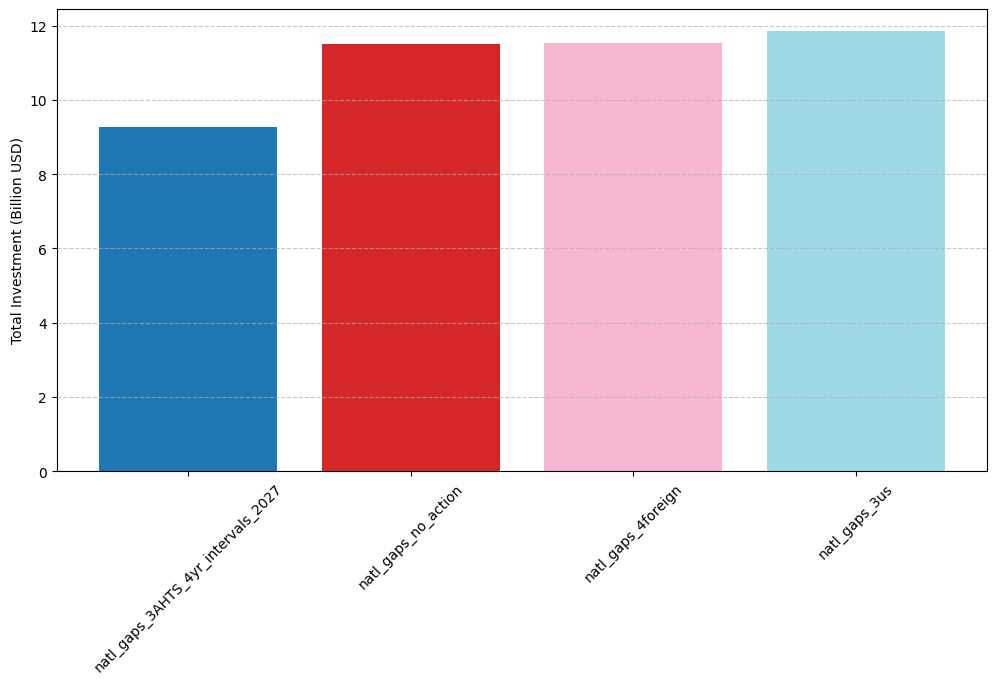 Total Investment (Billion USD)
12
10
8
6
4
2
0
natl_gaps_3AHTS_4yr_intervals_2027
natl_gaps_no_action
natl_gaps_4foreign
natl_gaps_3us